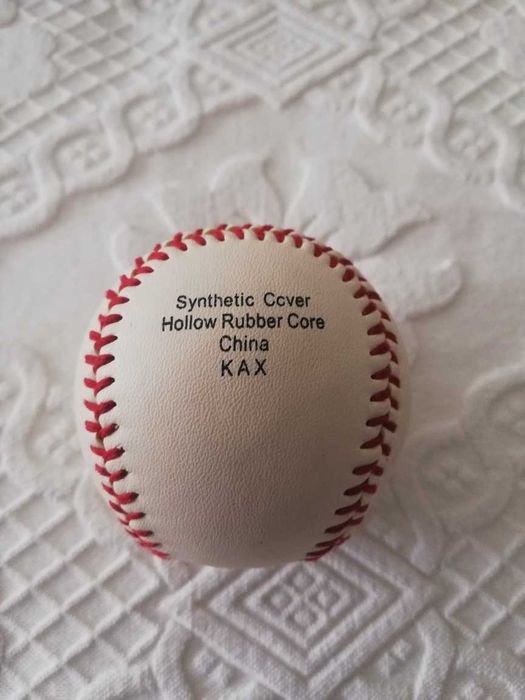 Synthetic Ccver
Hollow Rubber Core
China
KAX